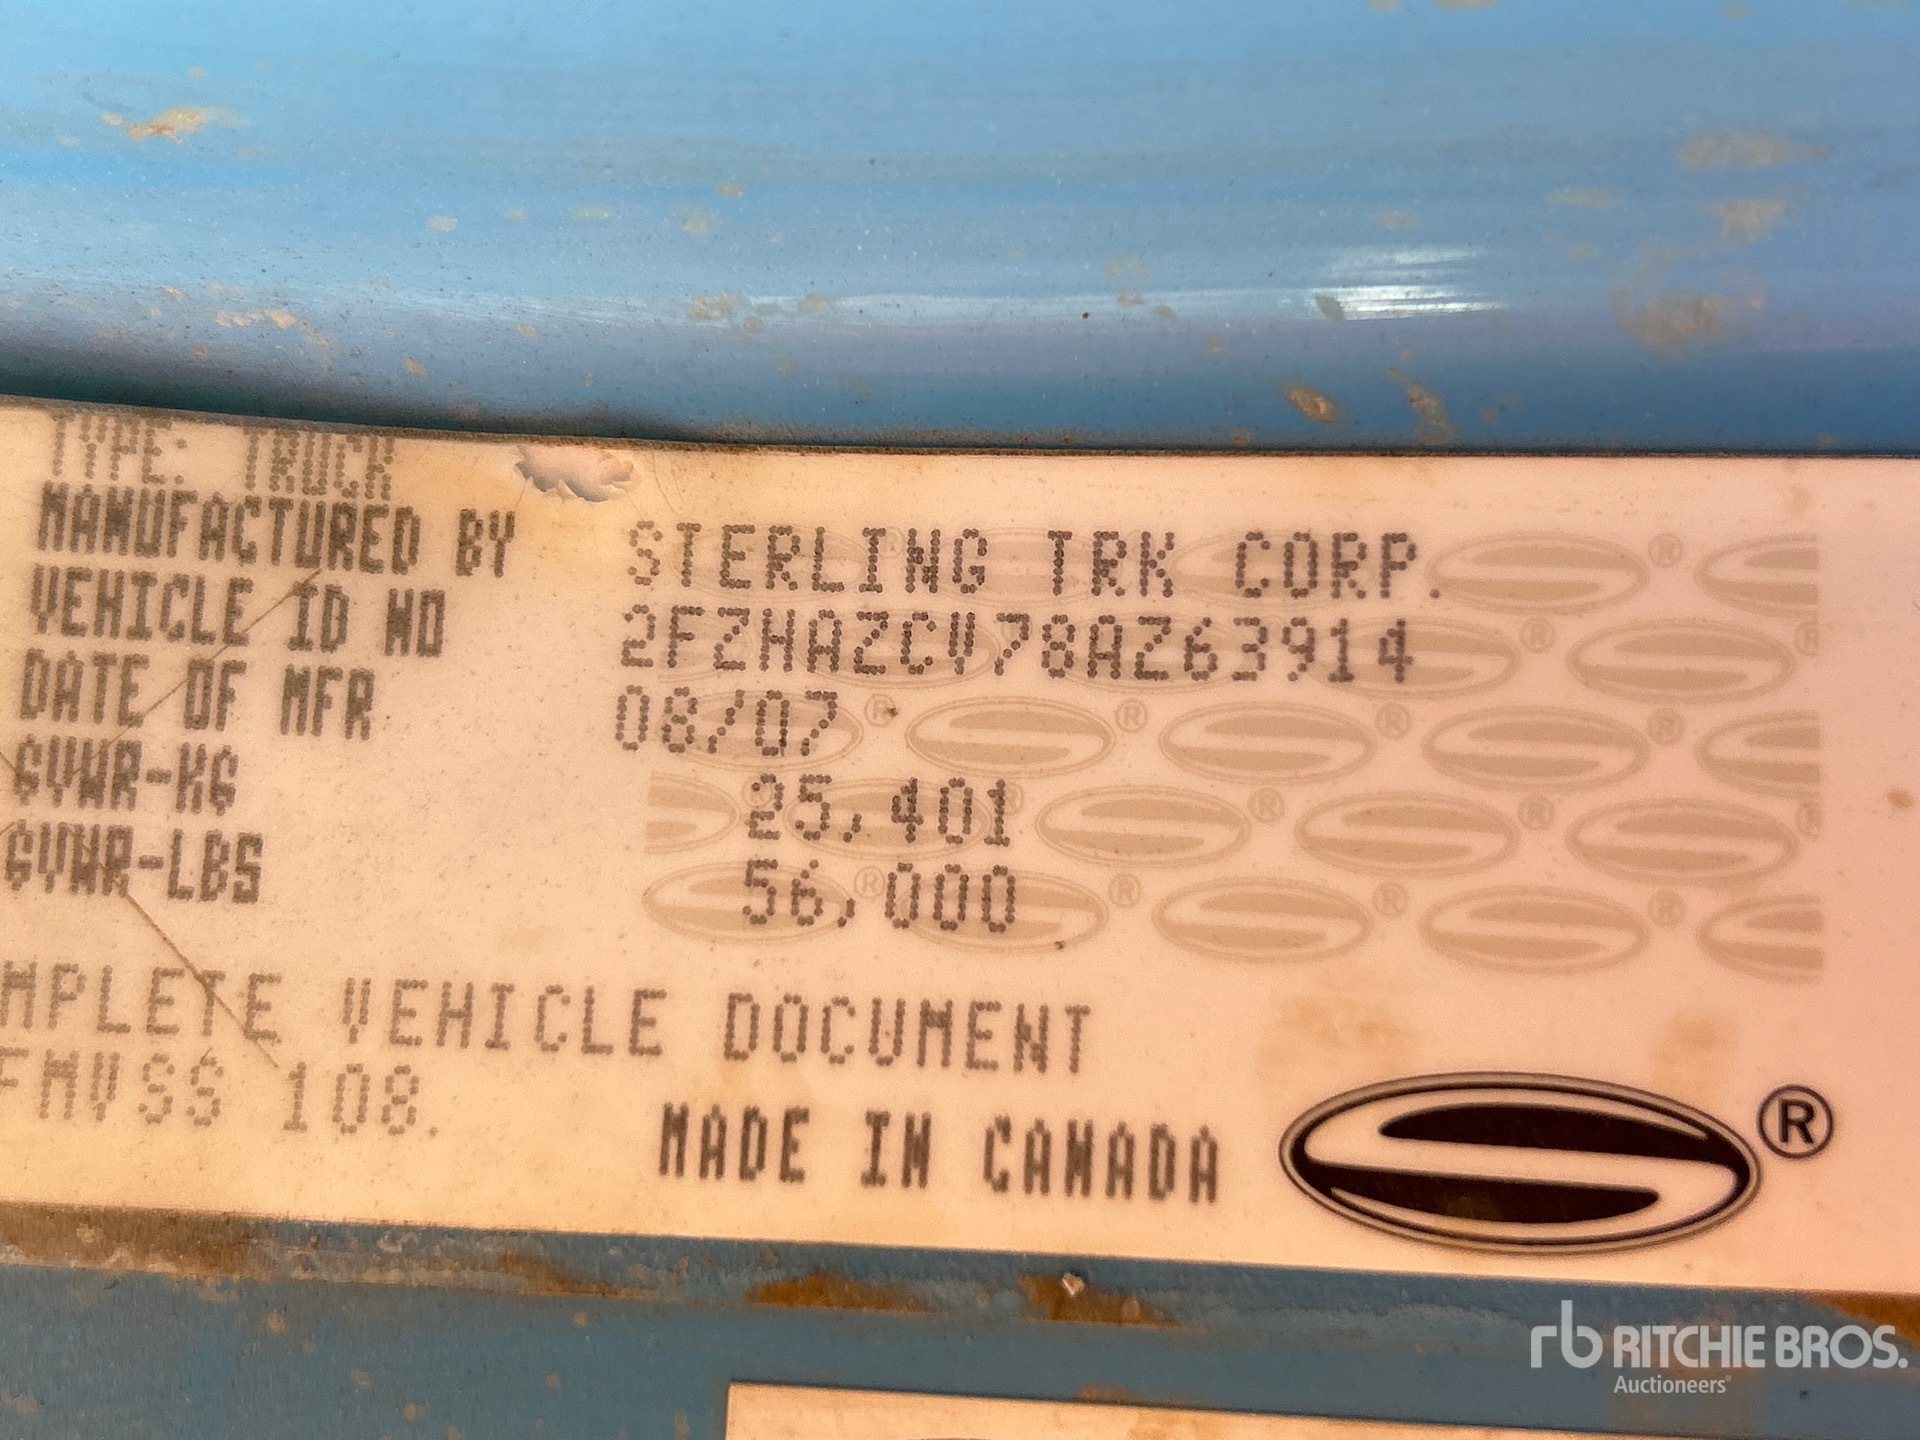 TYPE: TRUCK
MANUFACTURED BY STERLING TRK CORP.
VEHICLE ID NO 2FZHAZCV78AZ63914
DATE OF MFR 08/07
GVWR-KG 25,401
GVWR-LBS 56,000
MPLETE VEHICLE DOCUMENT
FMVSS 108.
MADE IN CANADA
®
rb RITCHIE BROS.
Auctioneers